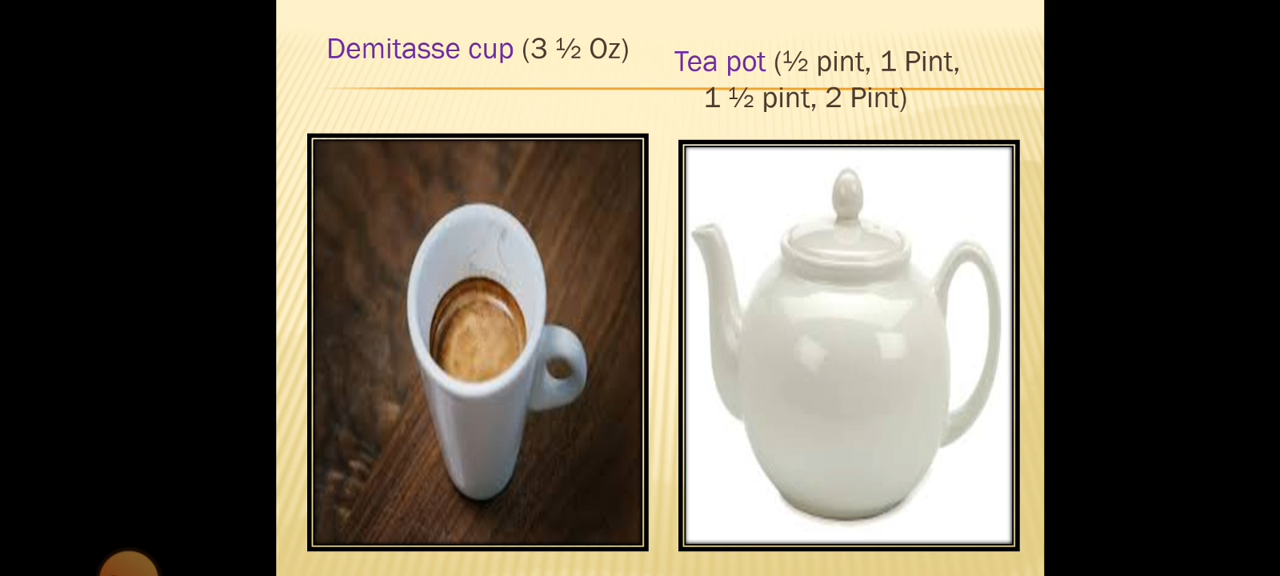 Demitasse cup (3 ½ Oz)
Tea pot (½ pint, 1 Pint,
1 ½ pint, 2 Pint)